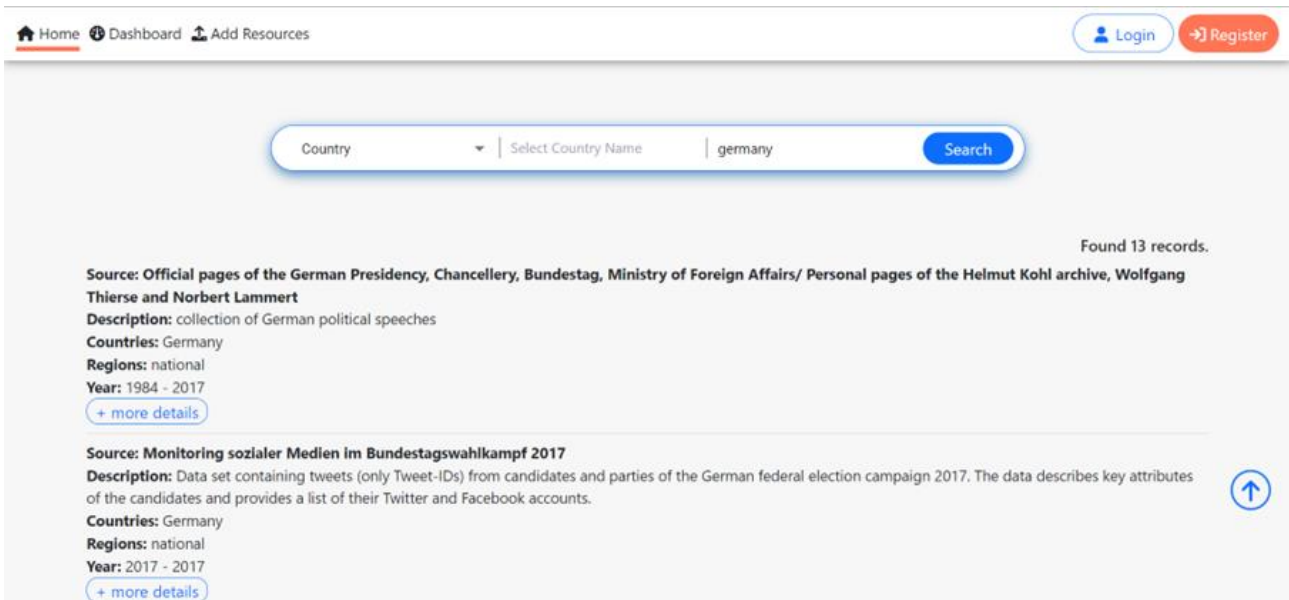 Home Dashboard Add Resources Login Register
Country Select Country Name germany Search
Found 13 records.
Source: Official pages of the German Presidency, Chancellery, Bundestag, Ministry of Foreign Affairs/ Personal pages of the Helmut Kohl archive, Wolfgang
Thierse and Norbert Lammert
Description: collection of German political speeches
Countries: Germany
Regions: national
Year: 1984 - 2017
+ more details
Source: Monitoring sozialer Medien im Bundestagswahlkampf 2017
Description: Data set containing tweets (only Tweet-IDs) from candidates and parties of the German federal election campaign 2017. The data describes key attributes
of the candidates and provides a list of their Twitter and Facebook accounts.
Countries: Germany
Regions: national
Year: 2017 - 2017
+ more details